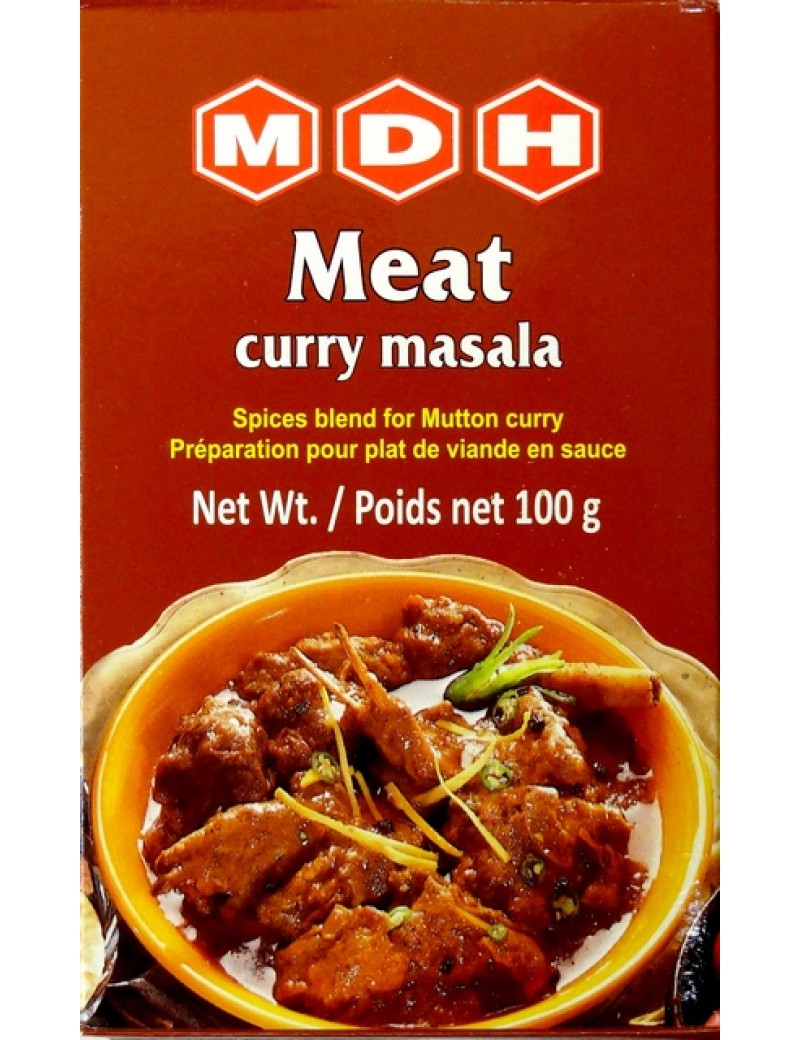 MDH
Meat
curry masala
Spices blend for Mutton curry
Préparation pour plat de viande en sauce
Net Wt. / Poids net 100 g